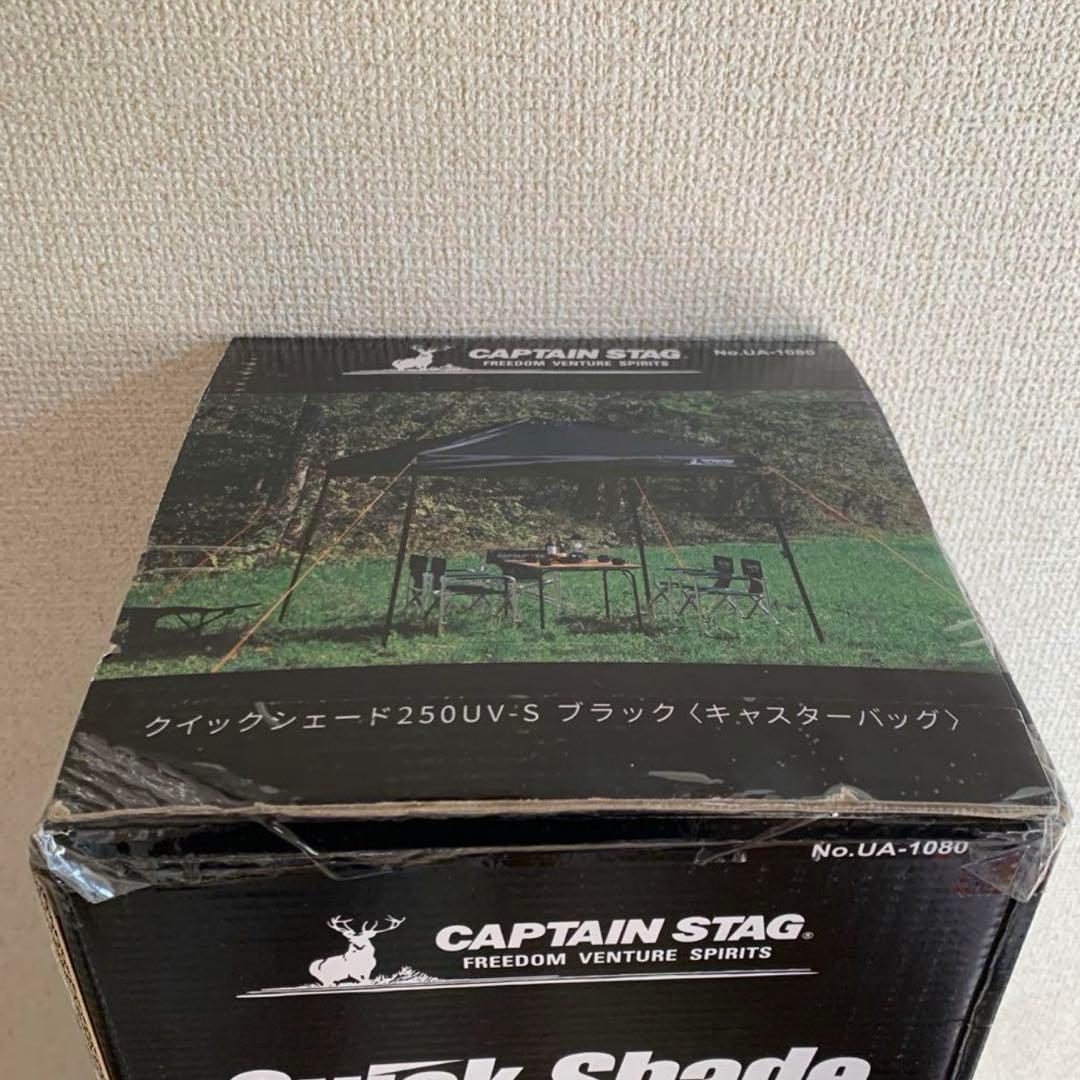 CAPTAIN STAG
No.UA-1080
FREEDOM VENTURE SPIRITS
クイックシェード250UV-S ブラック〈キャスターバッグ〉
No.UA-1080
CAPTAIN STAG®
FREEDOM VENTURE SPIRITS
Quick Shade